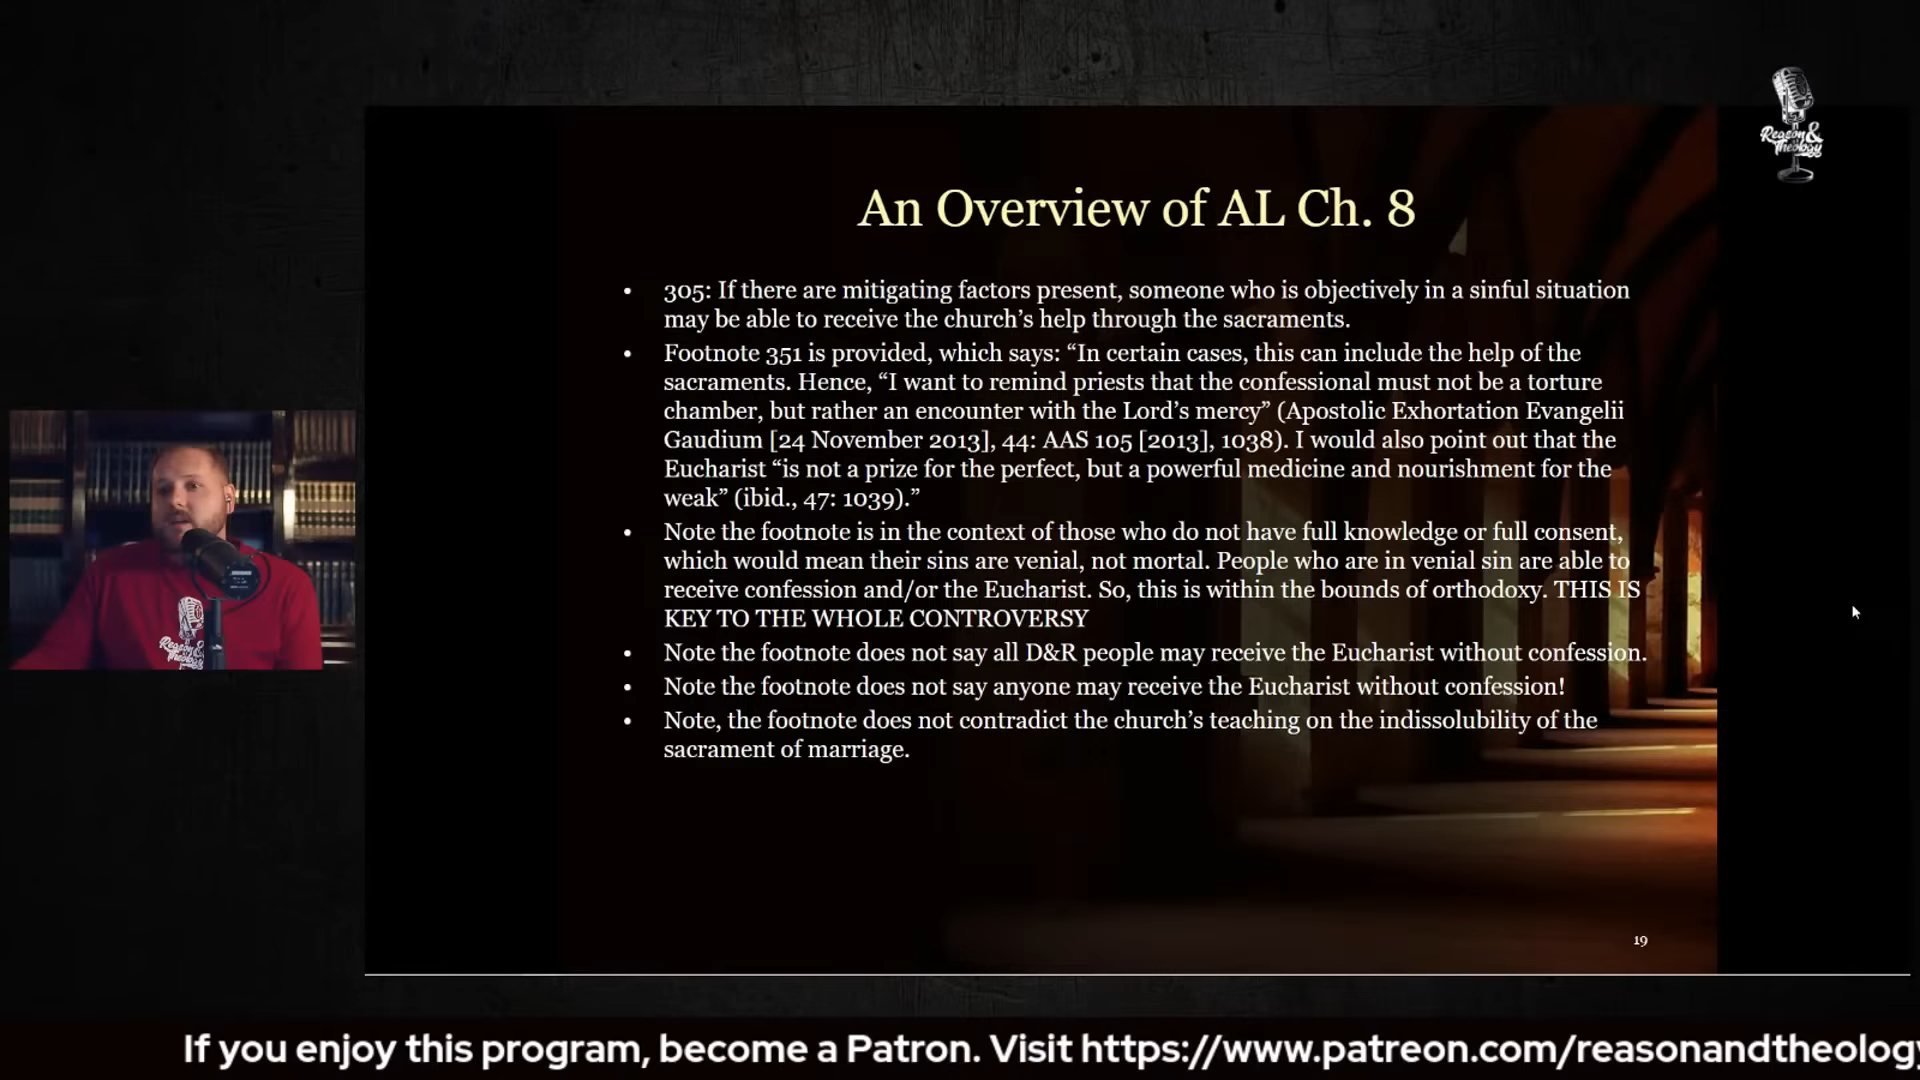 Reason &
Theology
An Overview of AL Ch. 8
• 305: If there are mitigating factors present, someone who is objectively in a sinful situation
may be able to receive the church’s help through the sacraments.
• Footnote 351 is provided, which says: “In certain cases, this can include the help of the
sacraments. Hence, “I want to remind priests that the confessional must not be a torture
chamber, but rather an encounter with the Lord’s mercy” (Apostolic Exhortation Evangelii
Gaudium [24 November 2013], 44: AAS 105 [2013], 1038). I would also point out that the
Eucharist “is not a prize for the perfect, but a powerful medicine and nourishment for the
weak” (ibid., 47: 1039).”
• Note the footnote is in the context of those who do not have full knowledge or full consent,
which would mean their sins are venial, not mortal. People who are in venial sin are able to
receive confession and/or the Eucharist. So, this is within the bounds of orthodoxy. THIS IS
KEY TO THE WHOLE CONTROVERSY
• Note the footnote does not say all D&R people may receive the Eucharist without confession.
• Note the footnote does not say anyone may receive the Eucharist without confession!
• Note, the footnote does not contradict the church’s teaching on the indissolubility of the
sacrament of marriage.
Reason &
Theology
19
If you enjoy this program, become a Patron. Visit https://www.patreon.com/reasonandtheology